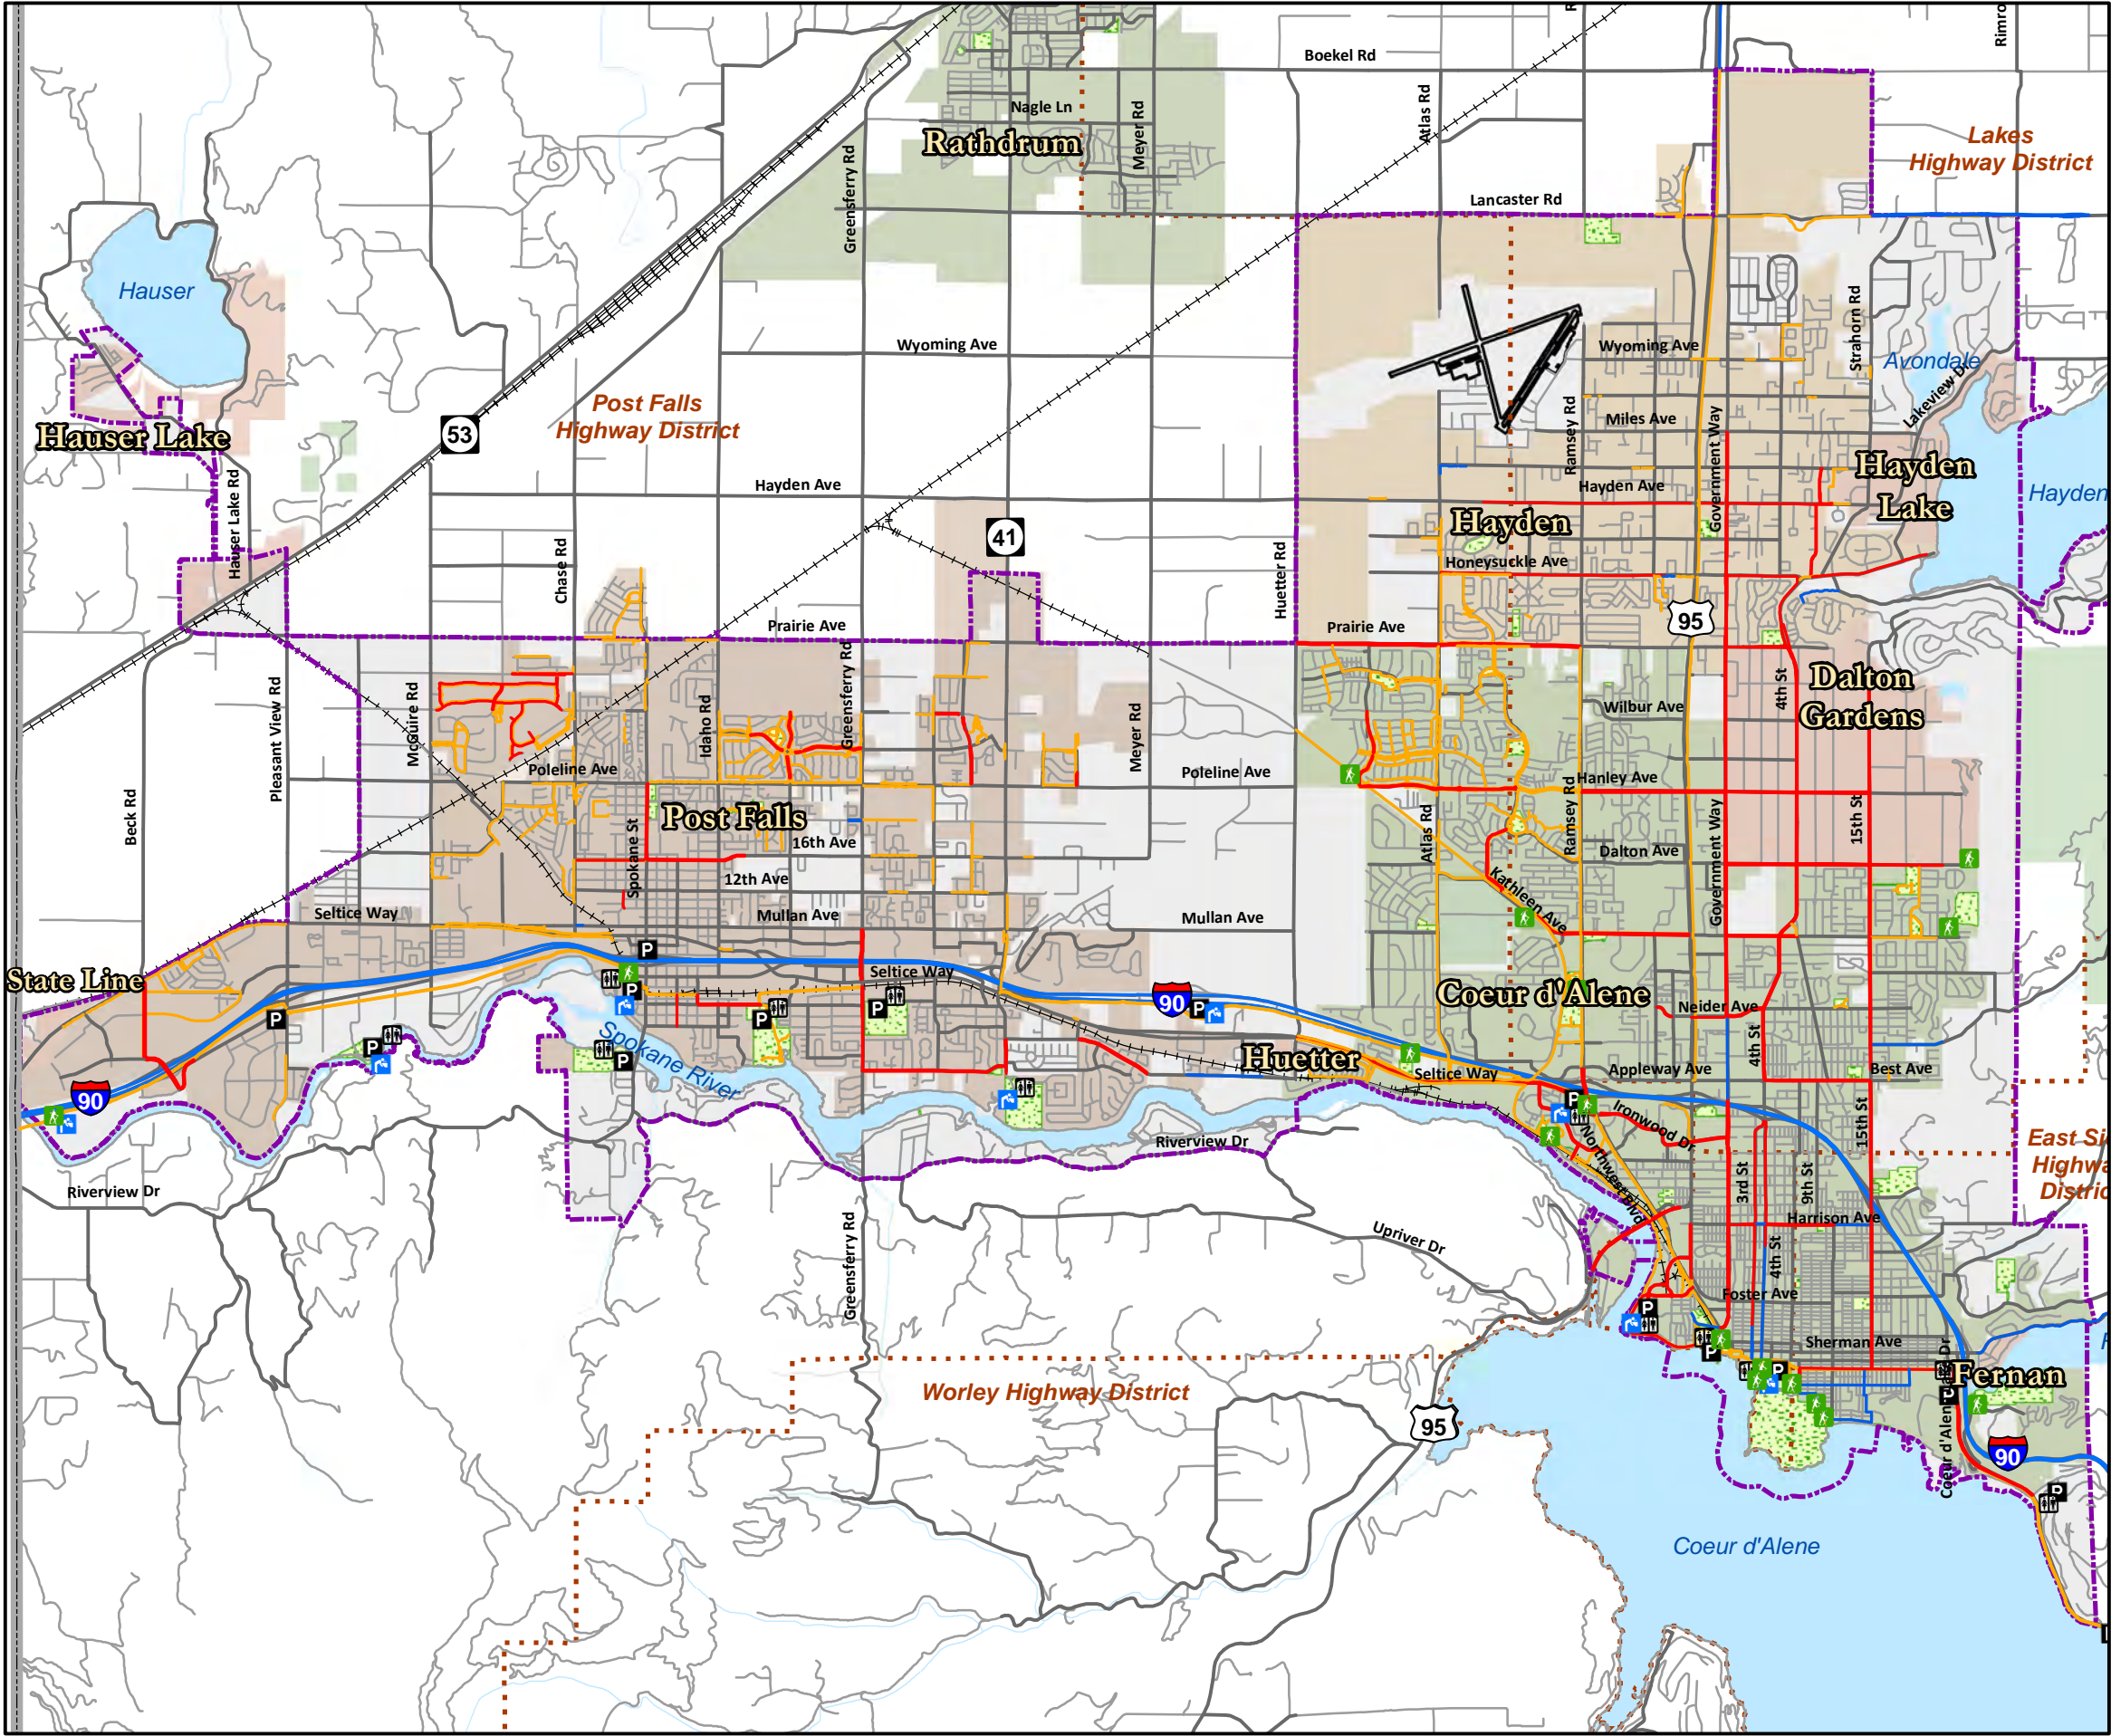 Boekel Rd
Nagle Ln
Atlas Rd
Meyer Rd
Rathdrum
Greensferry Rd
Lakes
Highway District
Lancaster Rd
Hauser
Wyoming Ave
Wyoming Ave
Strahorn Rd
Avondale
Lakeview Dr
Post Falls
Highway District
53
Hauser Lake
Ramsey Rd
Miles Ave
Government Way
Hayden
Lake
Hayden
Hauser Lake Rd
Hayden Ave
Hayden Ave
Hayden
41
Chase Rd
Huetter Rd
Honeysuckle Ave
95
Prairie Ave
Prairie Ave
Greensferry Rd
Dalton
Gardens
4th St
Pleasant View Rd
McGuire Rd
Idaho Rd
Meyer Rd
Wilbur Ave
Poleline Ave
Poleline Ave
Hanley Ave
Beck Rd
Post Falls
16th Ave
Spokane St
12th Ave
Atlas Rd
Ramsey Rd
Dalton Ave
15th St
Government Way
Kathleen Ave
Seltice Way
Mullan Ave
Mullan Ave
P
State Line
Seltice Way
P
90
P
Coeur d'Alene
Neider Ave
P
P
P
P
Spokane River
P
Huetter
Seltice Way
Appleway Ave
4th St
Best Ave
90
P
Ironwood Dr
15th St
Riverview Dr
Northwest Blvd
3rd St
9th St
Riverview Dr
Harrison Ave
Greensferry Rd
Upriver Dr
4th St
Foster Ave
P
Sherman Ave
P
P
Fernan
Worley Highway District
P
95
90
P
Coeur d'Alene